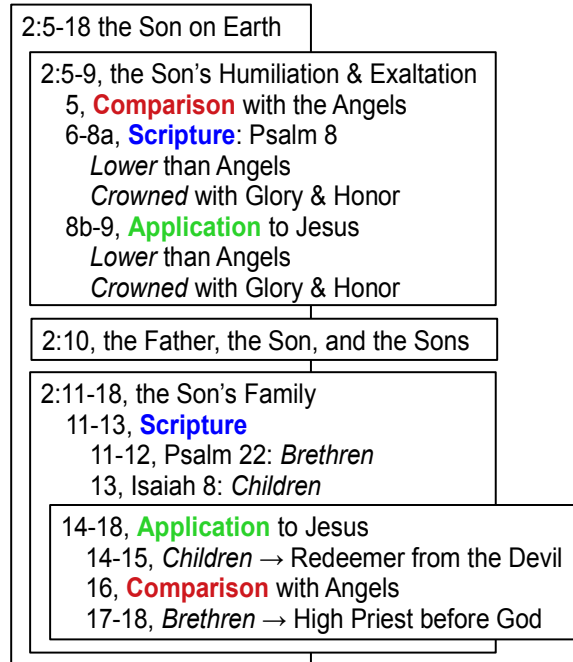 2:5-18 the Son on Earth
2:5-9, the Son's Humiliation & Exaltation
5, Comparison with the Angels
6-8a, Scripture: Psalm 8
Lower than Angels
Crowned with Glory & Honor
8b-9, Application to Jesus
Lower than Angels
Crowned with Glory & Honor
2:10, the Father, the Son, and the Sons
2:11-18, the Son's Family
11-13, Scripture
11-12, Psalm 22: Brethren
13, Isaiah 8: Children
14-18, Application to Jesus
14-15, Children → Redeemer from the Devil
16, Comparison with Angels
17-18, Brethren → High Priest before God